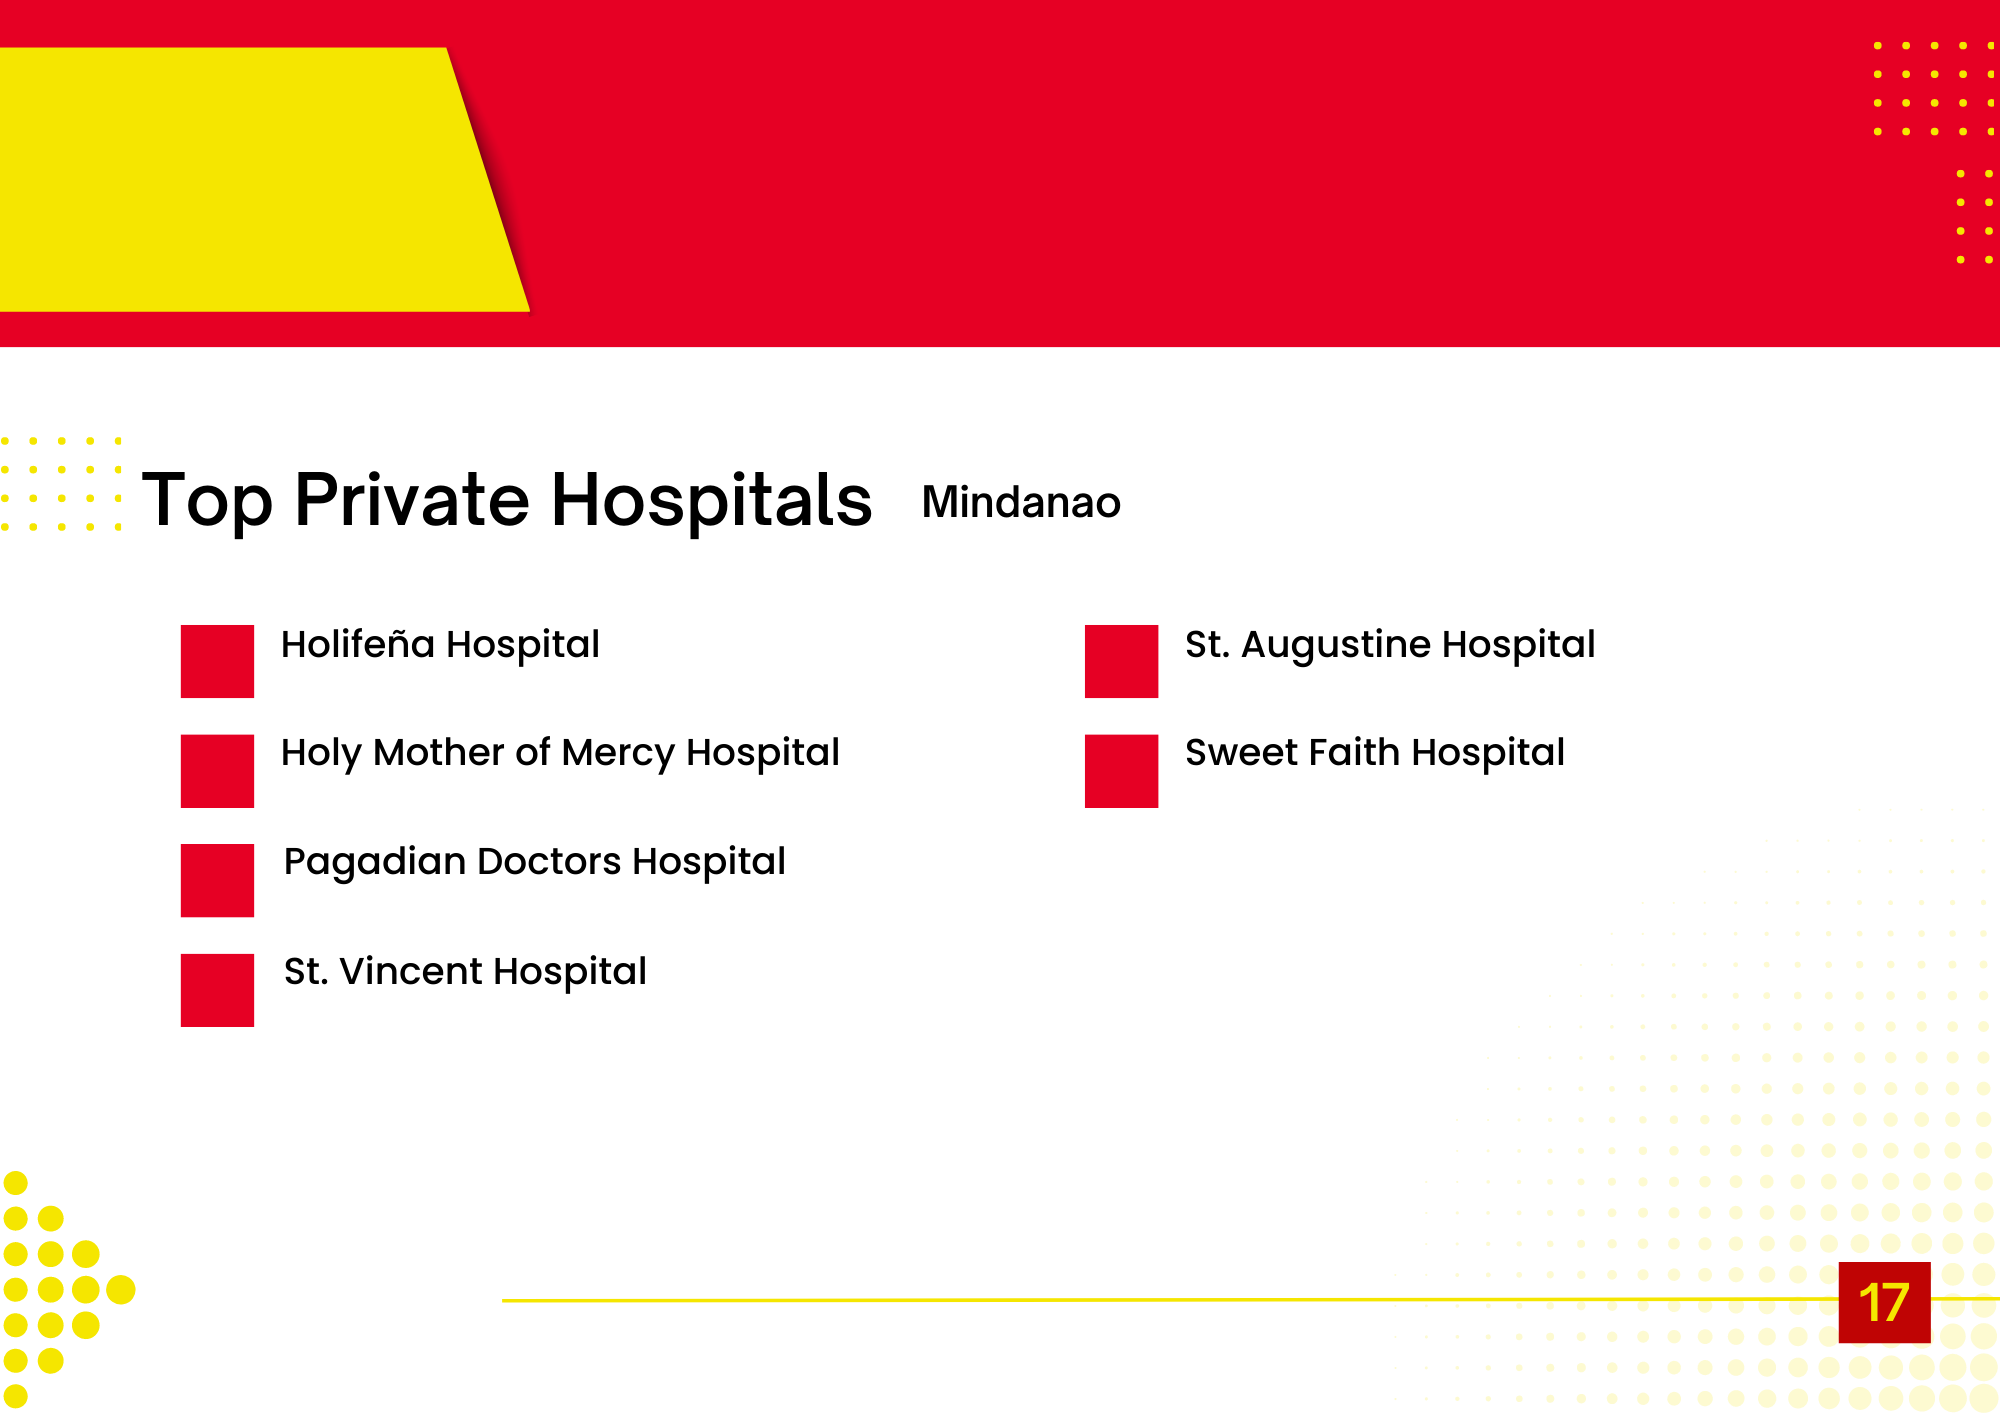 Top Private Hospitals Mindanao
Holifeña Hospital
Holy Mother of Mercy Hospital
Pagadian Doctors Hospital
St. Vincent Hospital
St. Augustine Hospital
Sweet Faith Hospital
17